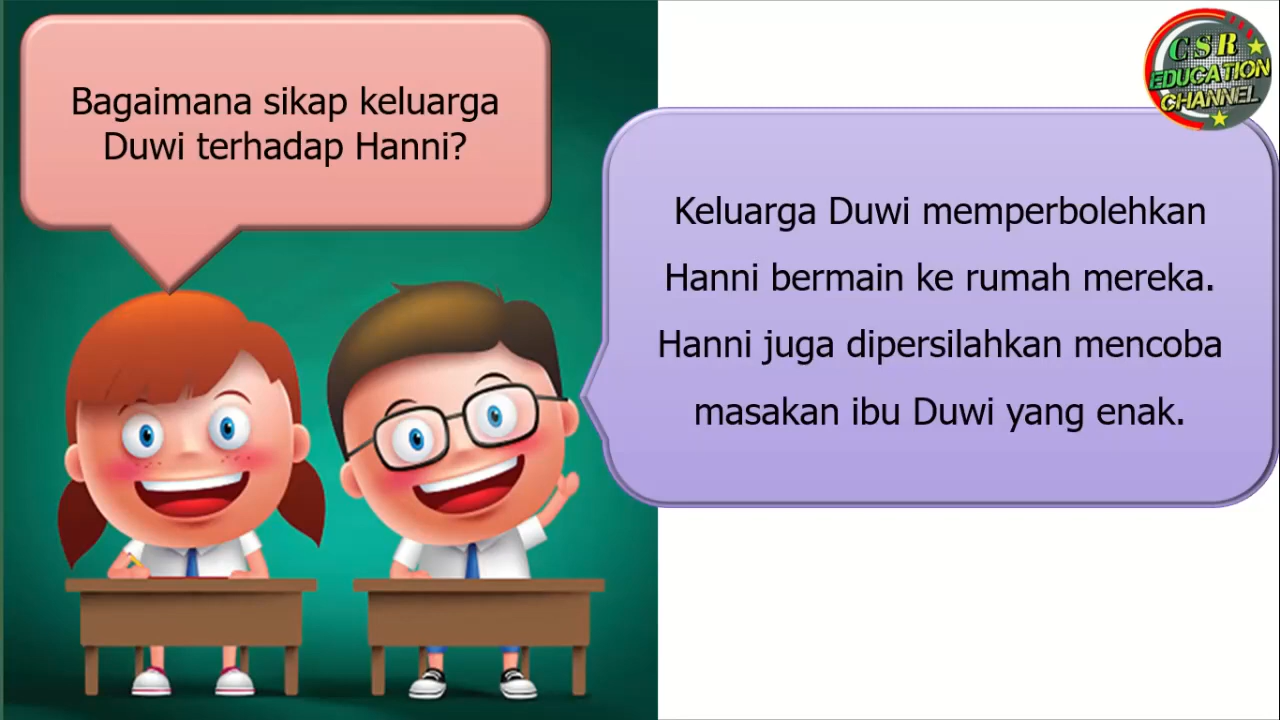 Bagaimana sikap keluarga
Duwi terhadap Hanni?
CSR
EDUCATION
CHANNEL
Keluarga Duwi memperbolehkan
Hanni bermain ke rumah mereka.
Hanni juga dipersilahkan mencoba
masakan ibu Duwi yang enak.